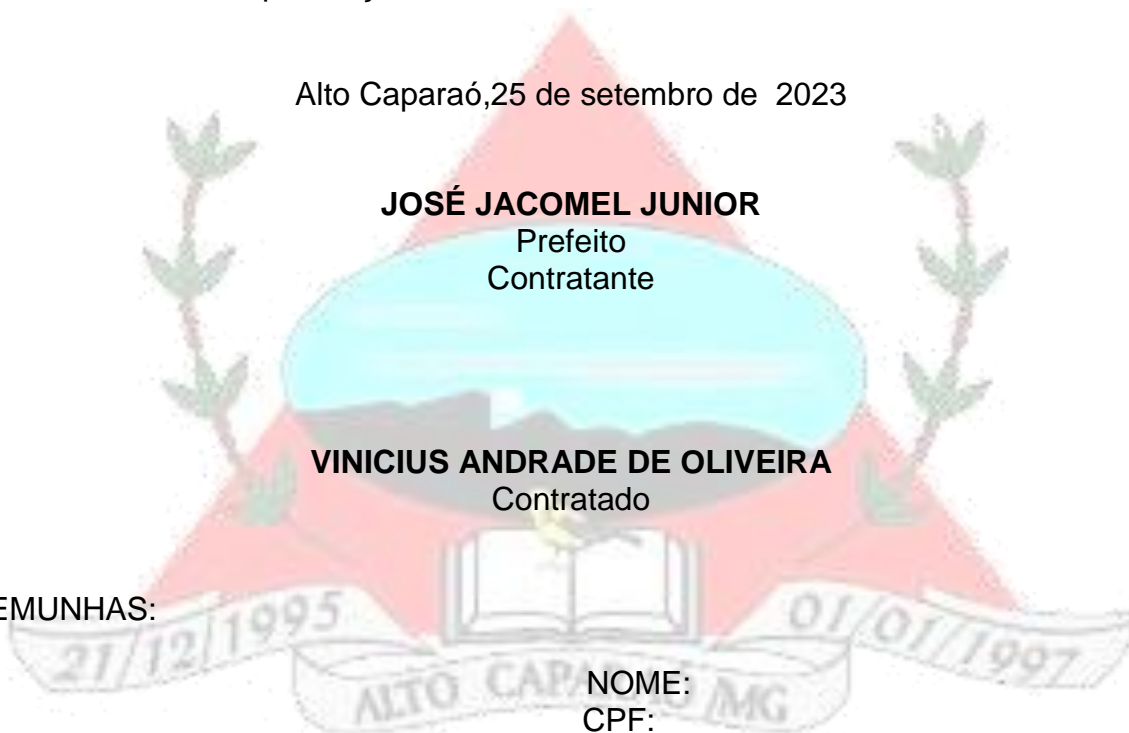 Alto Caparaó,25 de setembro de 2023
JOSÉ JACOMEL JUNIOR
Prefeito
Contratante
VINICIUS ANDRADE DE OLIVEIRA
Contratado
EMUNHAS:
21/12/1995
01/01/1997
ALTO CAPARAÓ MG
NOME:
CPF: